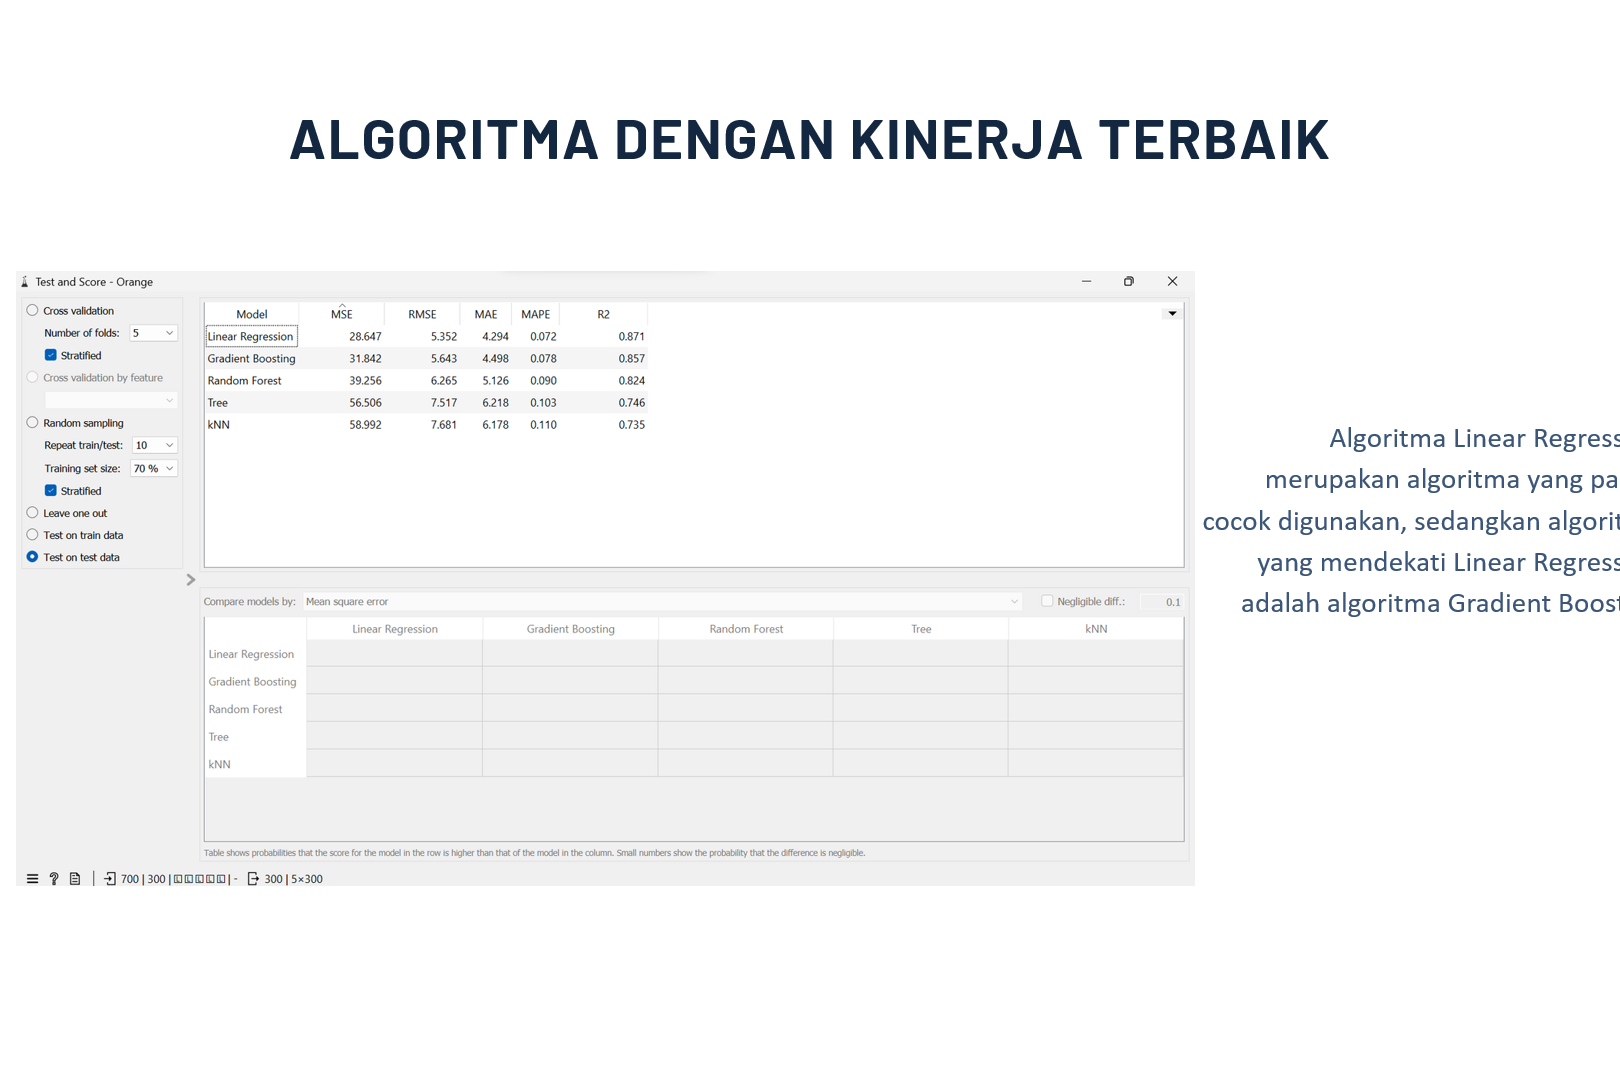 ALGORITMA DENGAN KINERJA TERBAIK
Test and Score - Orange
Cross validation
Number of folds: 5
Stratified
Cross validation by feature
Random sampling
Repeat train/test: 10
Training set size: 70 %
Stratified
Leave one out
Test on train data
Test on test data
Model MSE RMSE MAE MAPE R2
Linear Regression 28.647 5.352 4.294 0.072 0.871
Gradient Boosting 31.842 5.643 4.498 0.078 0.857
Random Forest 39.256 6.265 5.126 0.090 0.824
Tree 56.506 7.517 6.218 0.103 0.746
kNN 58.992 7.681 6.178 0.110 0.735
Compare models by: Mean square error Negligible diff.: 0.1
Linear Regression Gradient Boosting Random Forest Tree kNN
Linear Regression
Gradient Boosting
Random Forest
Tree
kNN
Table shows probabilities that the score for the model in the row is higher than that of the model in the column. Small numbers show the probability that the difference is negligible.
700 | 300 | | - 300 | 5×300
Algoritma Linear Regress
merupakan algoritma yang pa
cocok digunakan, sedangkan algorit
yang mendekati Linear Regress
adalah algoritma Gradient Boost